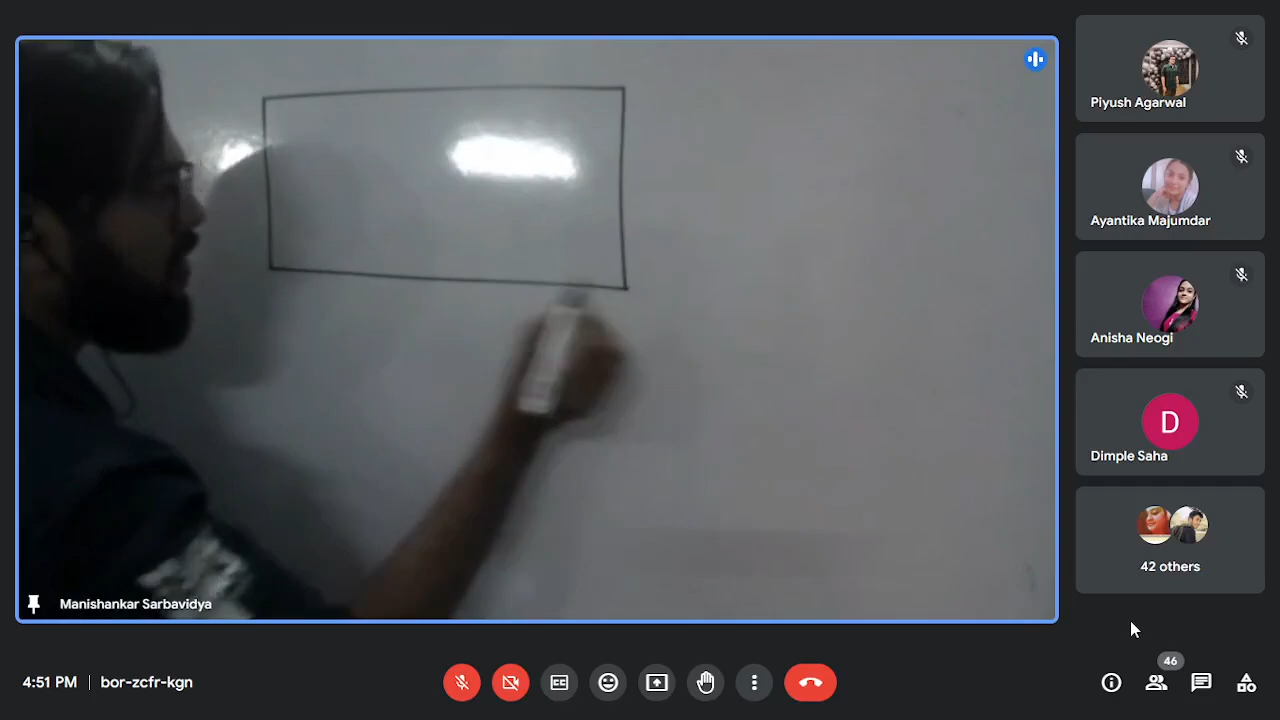 Piyush Agarwal
Ayantika Majumdar
Anisha Neogi
D
Dimple Saha
42 others
Manishankar Sarbavidya
4:51 PM | bor-zcfr-kgn
46